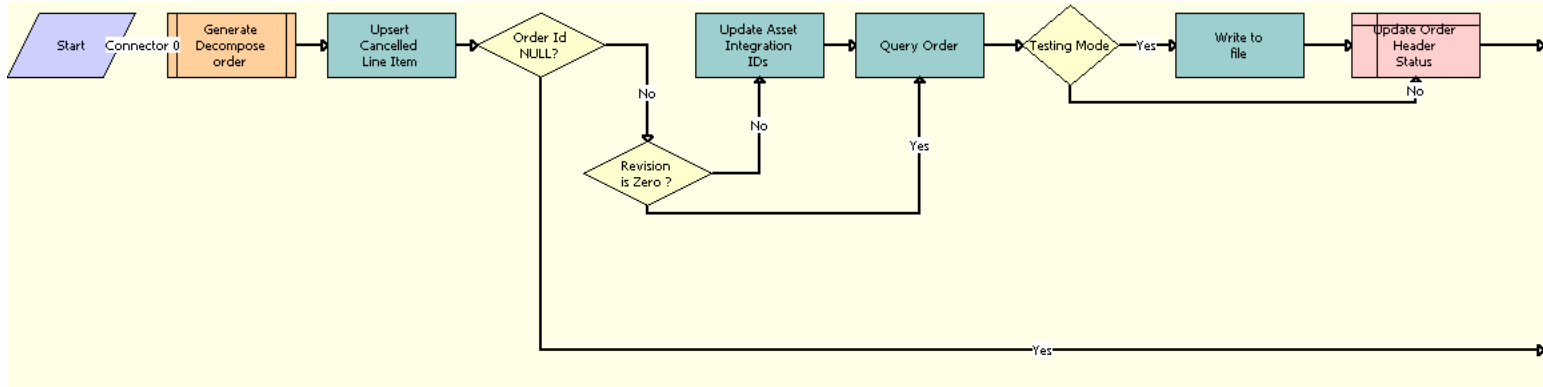 Start
Connector 0
Generate
Decompose
order
Upsert
Cancelled
Line Item
Order Id
NULL?
No
Revision
is Zero ?
No
Yes
Update Asset
Integration
IDs
Query Order
Testing Mode
Yes
Write to
file
Update Order
Header
Status
No
Yes